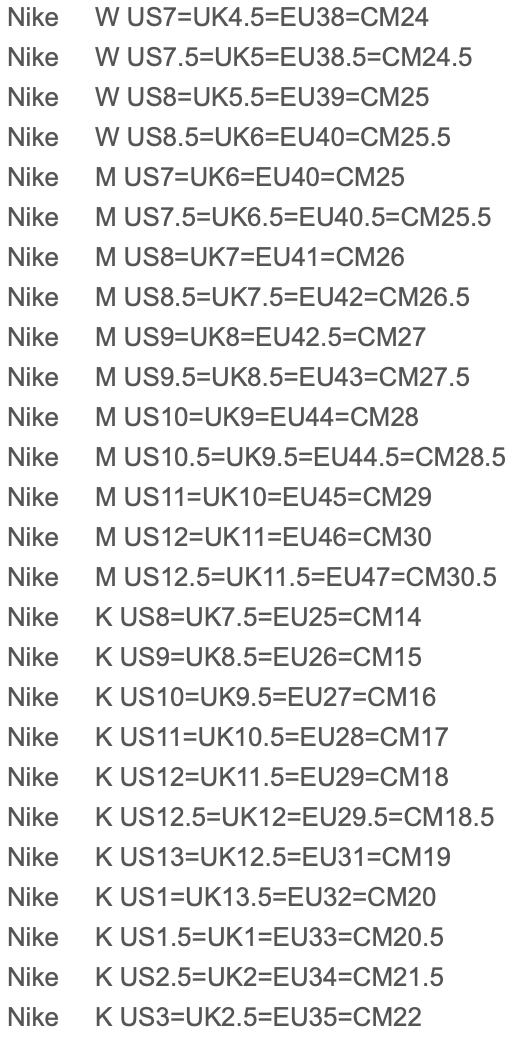 Nike W US7=UK4.5=EU38=CM24
Nike W US7.5=UK5=EU38.5=CM24.5
Nike W US8=UK5.5=EU39=CM25
Nike W US8.5=UK6=EU40=CM25.5
Nike M US7=UK6=EU40=CM25
Nike M US7.5=UK6.5=EU40.5=CM25.5
Nike M US8=UK7=EU41=CM26
Nike M US8.5=UK7.5=EU42=CM26.5
Nike M US9=UK8=EU42.5=CM27
Nike M US9.5=UK8.5=EU43=CM27.5
Nike M US10=UK9=EU44=CM28
Nike M US10.5=UK9.5=EU44.5=CM28.5
Nike M US11=UK10=EU45=CM29
Nike M US12=UK11=EU46=CM30
Nike M US12.5=UK11.5=EU47=CM30.5
Nike K US8=UK7.5=EU25=CM14
Nike K US9=UK8.5=EU26=CM15
Nike K US10=UK9.5=EU27=CM16
Nike K US11=UK10.5=EU28=CM17
Nike K US12=UK11.5=EU29=CM18
Nike K US12.5=UK12=EU29.5=CM18.5
Nike K US13=UK12.5=EU31=CM19
Nike K US1=UK13.5=EU32=CM20
Nike K US1.5=UK1=EU33=CM20.5
Nike K US2.5=UK2=EU34=CM21.5
Nike K US3=UK2.5=EU35=CM22